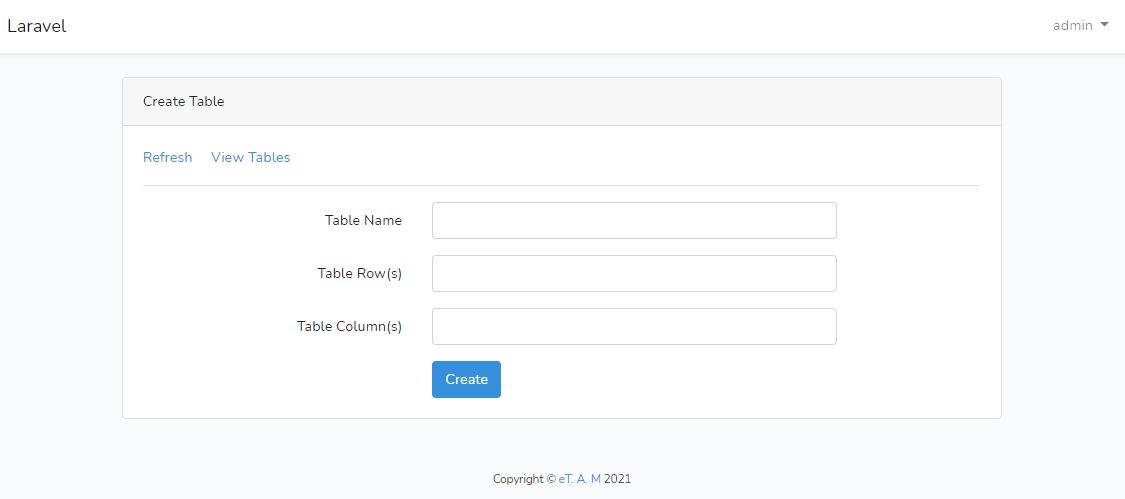 Laravel
admin
Create Table
Refresh View Tables
Table Name
Table Row(s)
Table Column(s)
Create
Copyright © eT. A. M 2021